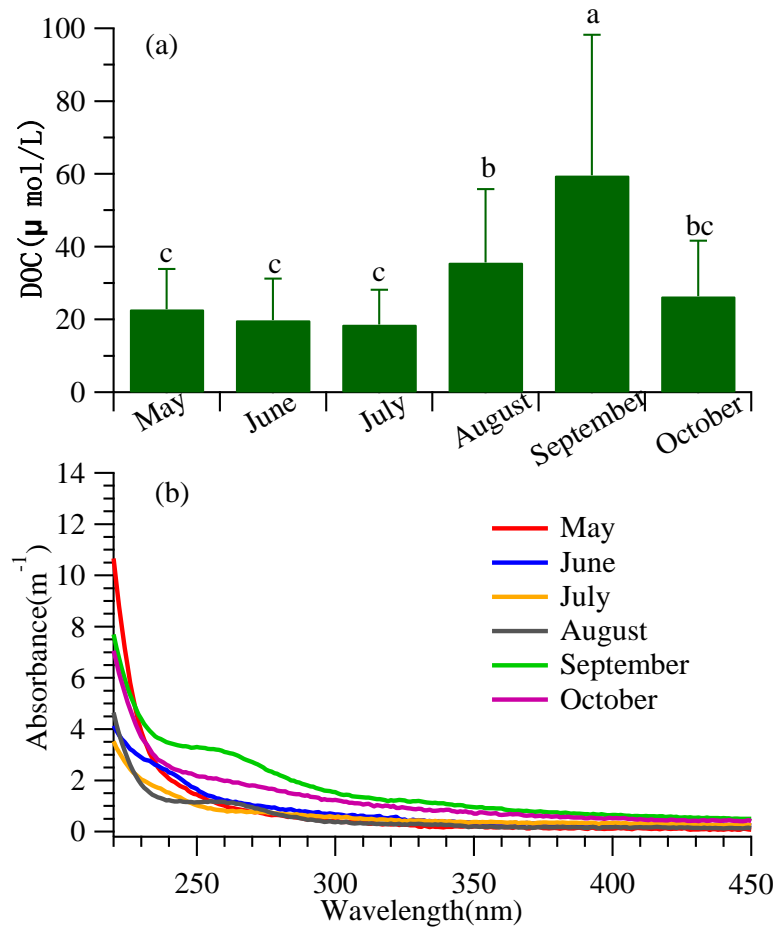 (a)
a
b
bc
c
c
c
100
80
60
40
20
0
DOC(μ mol/L)
May
June
July
August
September
October
(b)
14
12
10
8
6
4
2
0
Absorbance(m-1)
May
June
July
August
September
October
250
300
350
400
450
Wavelength(nm)